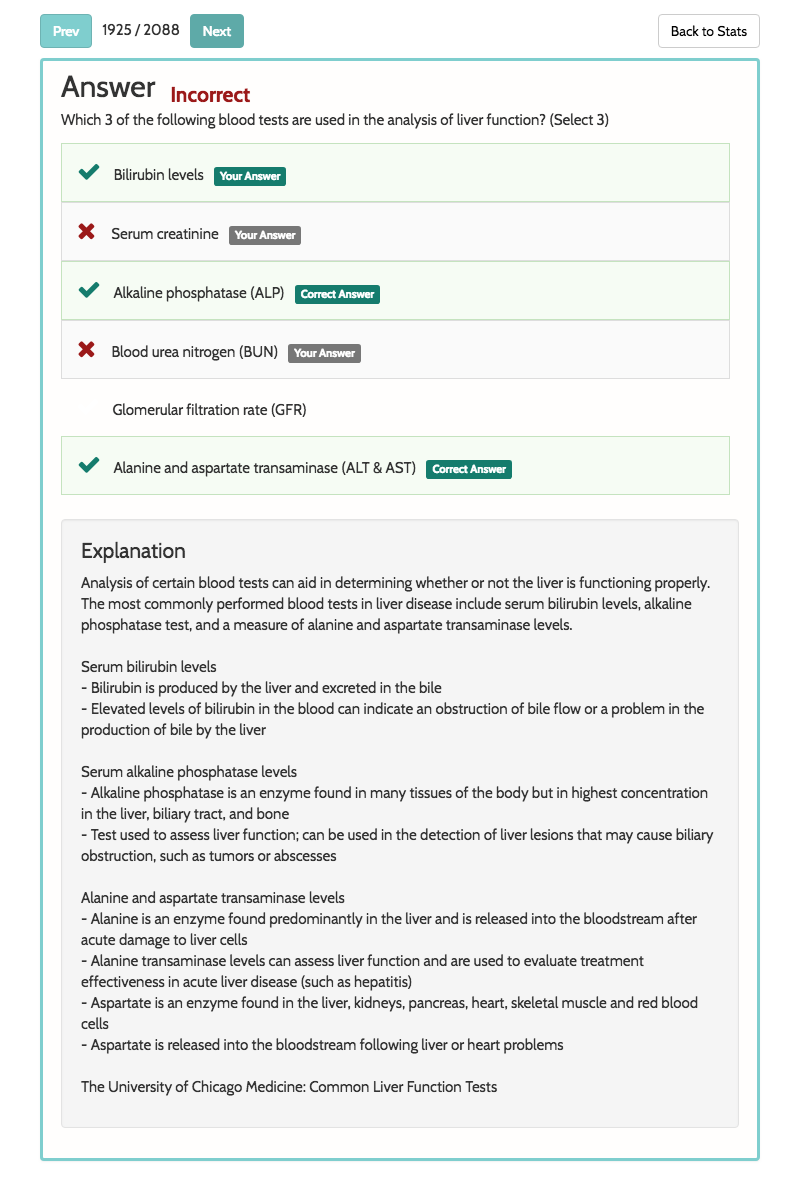 Prev 1925 / 2088 Next Back to Stats
Answer Incorrect
Which 3 of the following blood tests are used in the analysis of liver function? (Select 3)
Bilirubin levels Your Answer
Serum creatinine Your Answer
Alkaline phosphatase (ALP) Correct Answer
Blood urea nitrogen (BUN) Your Answer
Glomerular filtration rate (GFR)
Alanine and aspartate transaminase (ALT & AST) Correct Answer
Explanation
Analysis of certain blood tests can aid in determining whether or not the liver is functioning properly.
The most commonly performed blood tests in liver disease include serum bilirubin levels, alkaline
phosphatase test, and a measure of alanine and aspartate transaminase levels.
Serum bilirubin levels
- Bilirubin is produced by the liver and excreted in the bile
- Elevated levels of bilirubin in the blood can indicate an obstruction of bile flow or a problem in the
production of bile by the liver
Serum alkaline phosphatase levels
- Alkaline phosphatase is an enzyme found in many tissues of the body but in highest concentration
in the liver, biliary tract, and bone
- Test used to assess liver function; can be used in the detection of liver lesions that may cause biliary
obstruction, such as tumors or abscesses
Alanine and aspartate transaminase levels
- Alanine is an enzyme found predominantly in the liver and is released into the bloodstream after
acute damage to liver cells
- Alanine transaminase levels can assess liver function and are used to evaluate treatment
effectiveness in acute liver disease (such as hepatitis)
- Aspartate is an enzyme found in the liver, kidneys, pancreas, heart, skeletal muscle and red blood
cells
- Aspartate is released into the bloodstream following liver or heart problems
The University of Chicago Medicine: Common Liver Function Tests